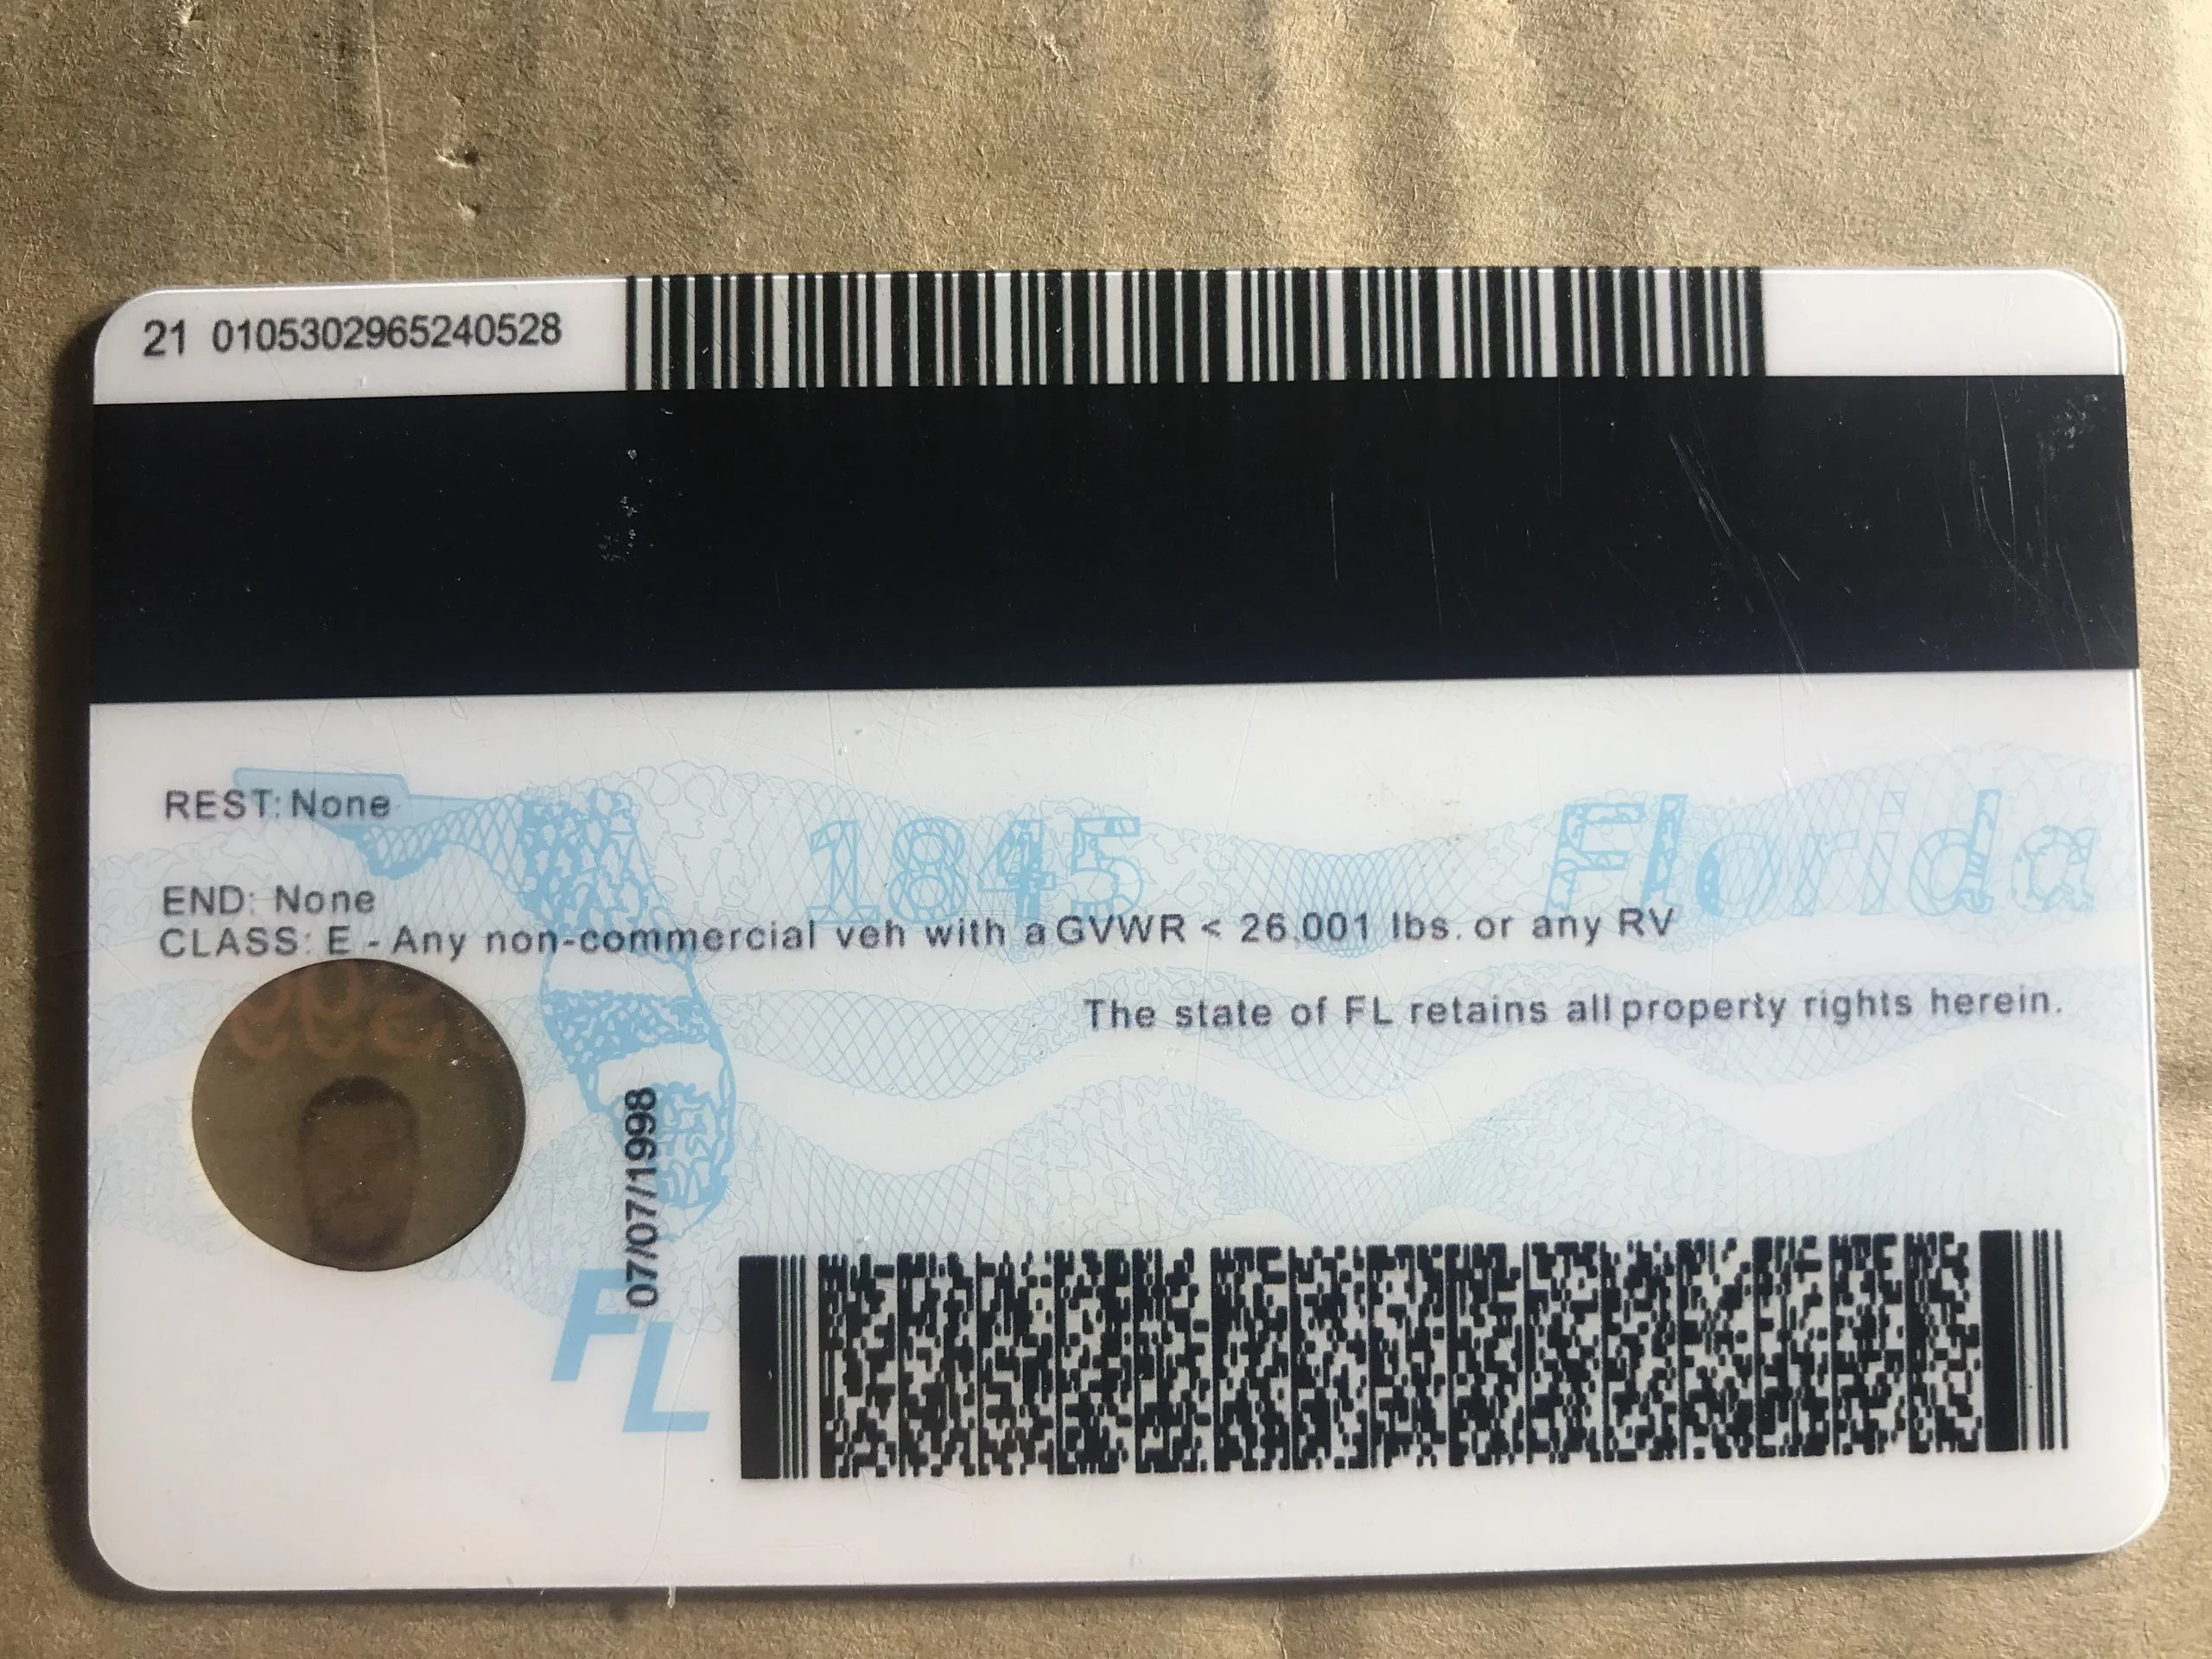 21 0105302965240528
REST: None
1845 Florida
END: None
CLASS: E - Any non-commercial veh with a GVWR < 26,001 lbs. or any RV
The state of FL retains all property rights herein.
07/07/1998
FL